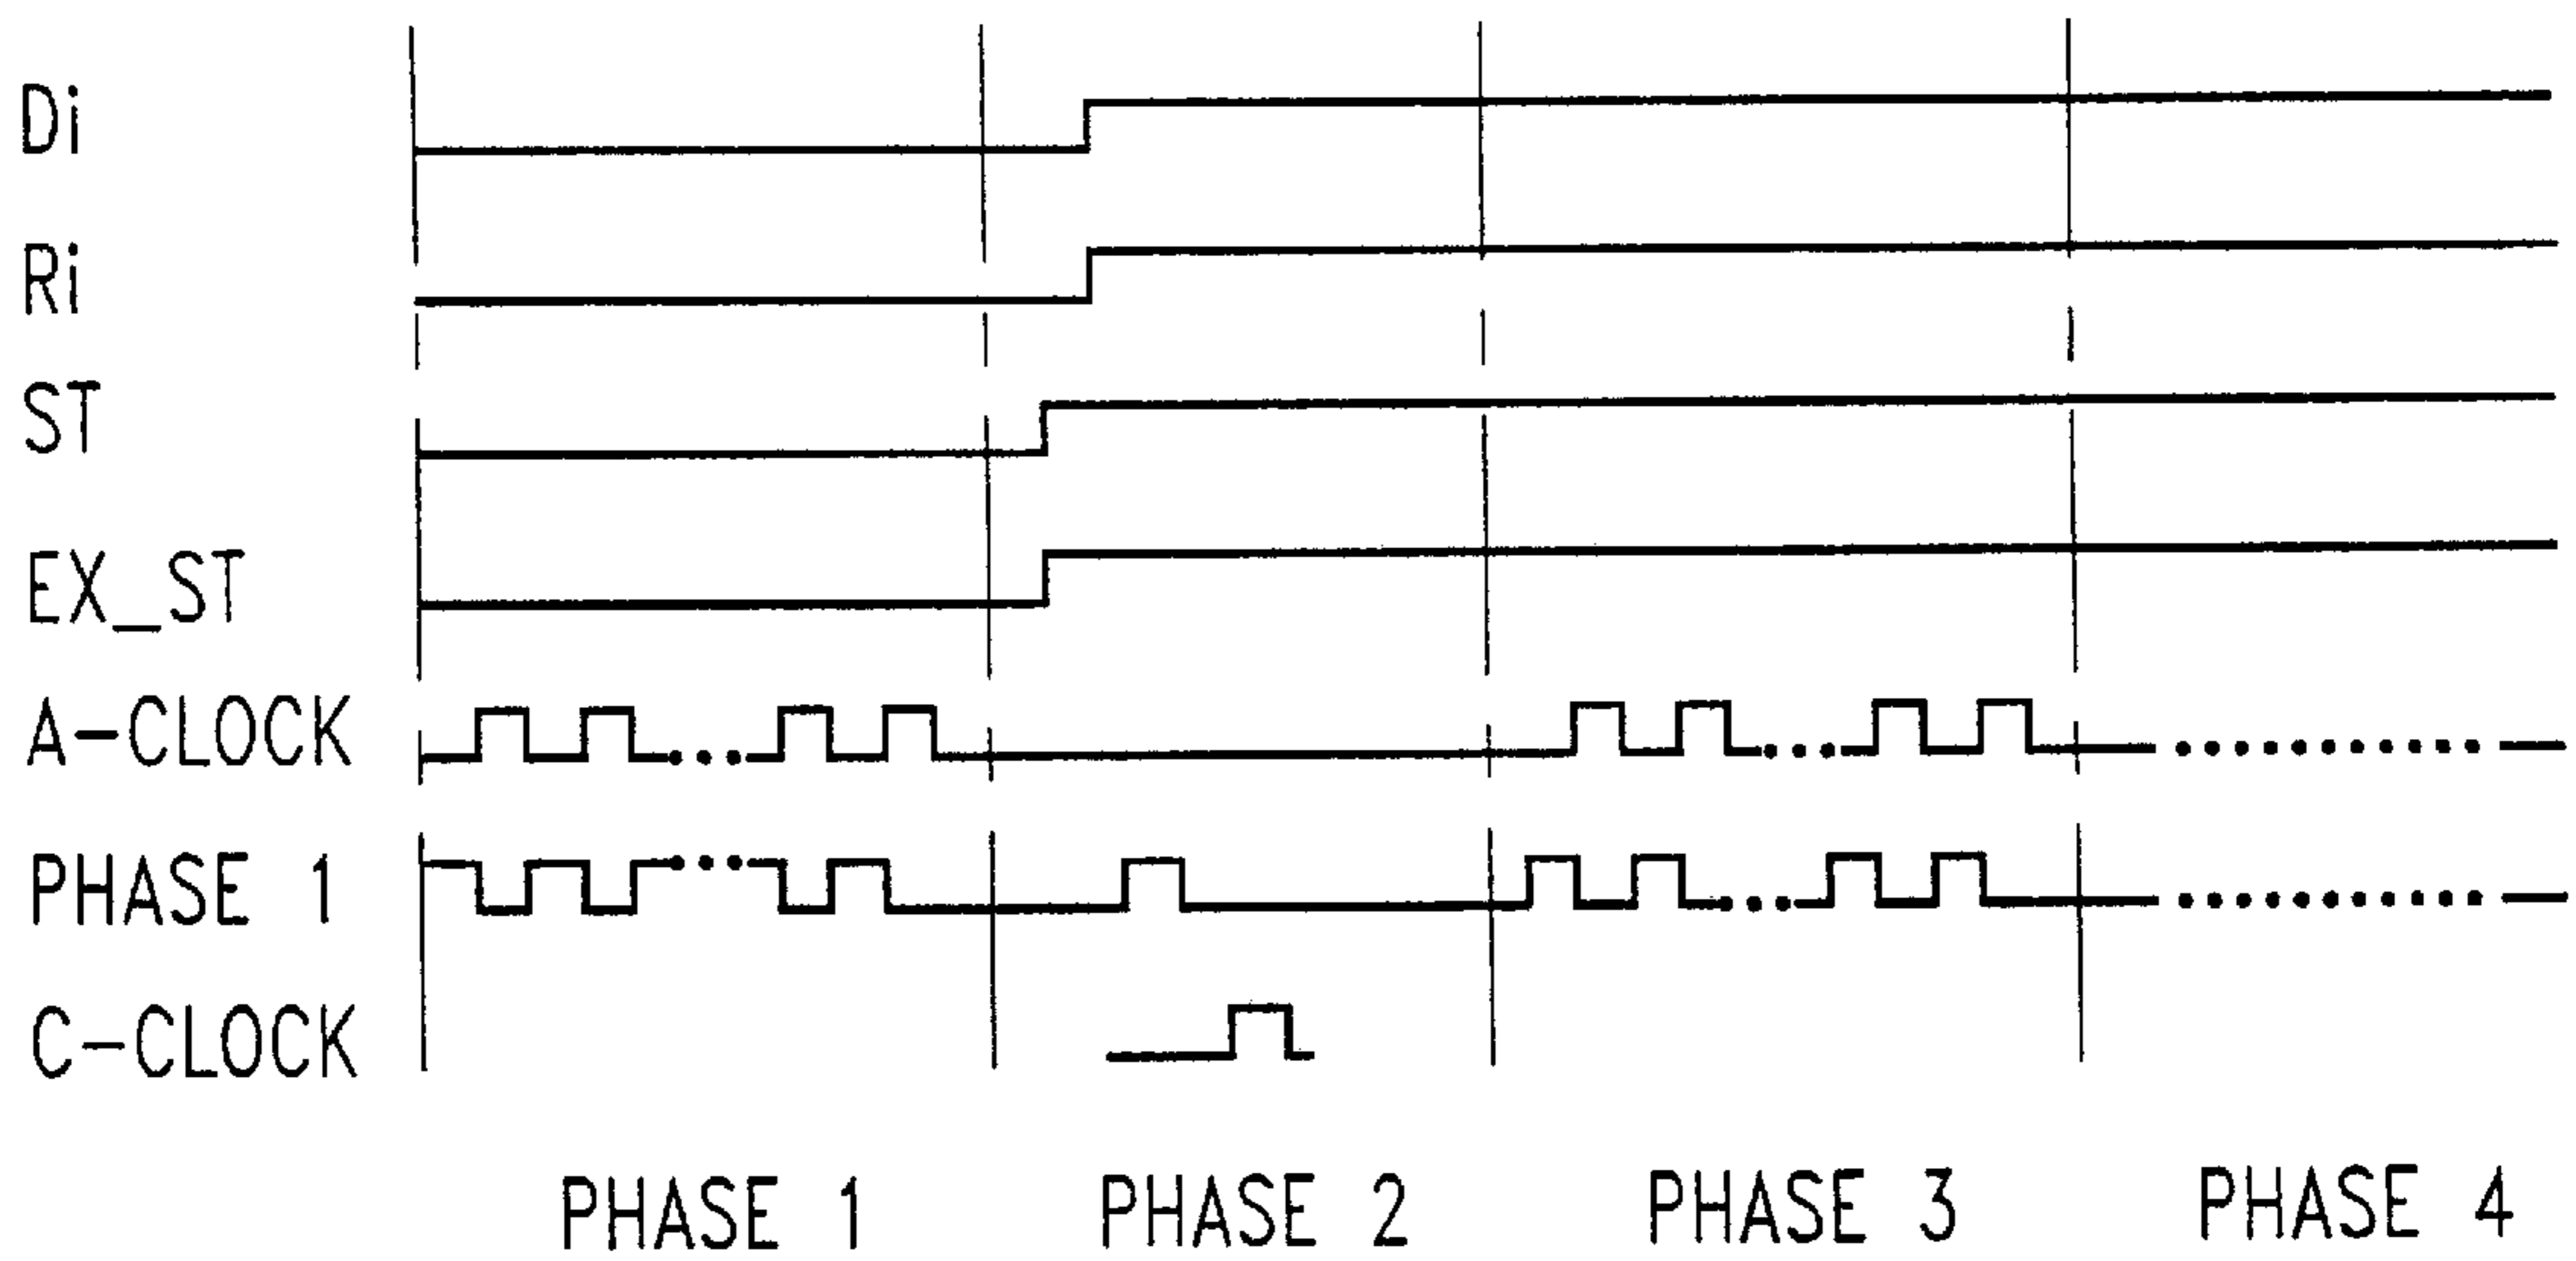 Di
Ri
ST
EX_ST
A-CLOCK
PHASE 1
C-CLOCK
PHASE 1 PHASE 2 PHASE 3 PHASE 4